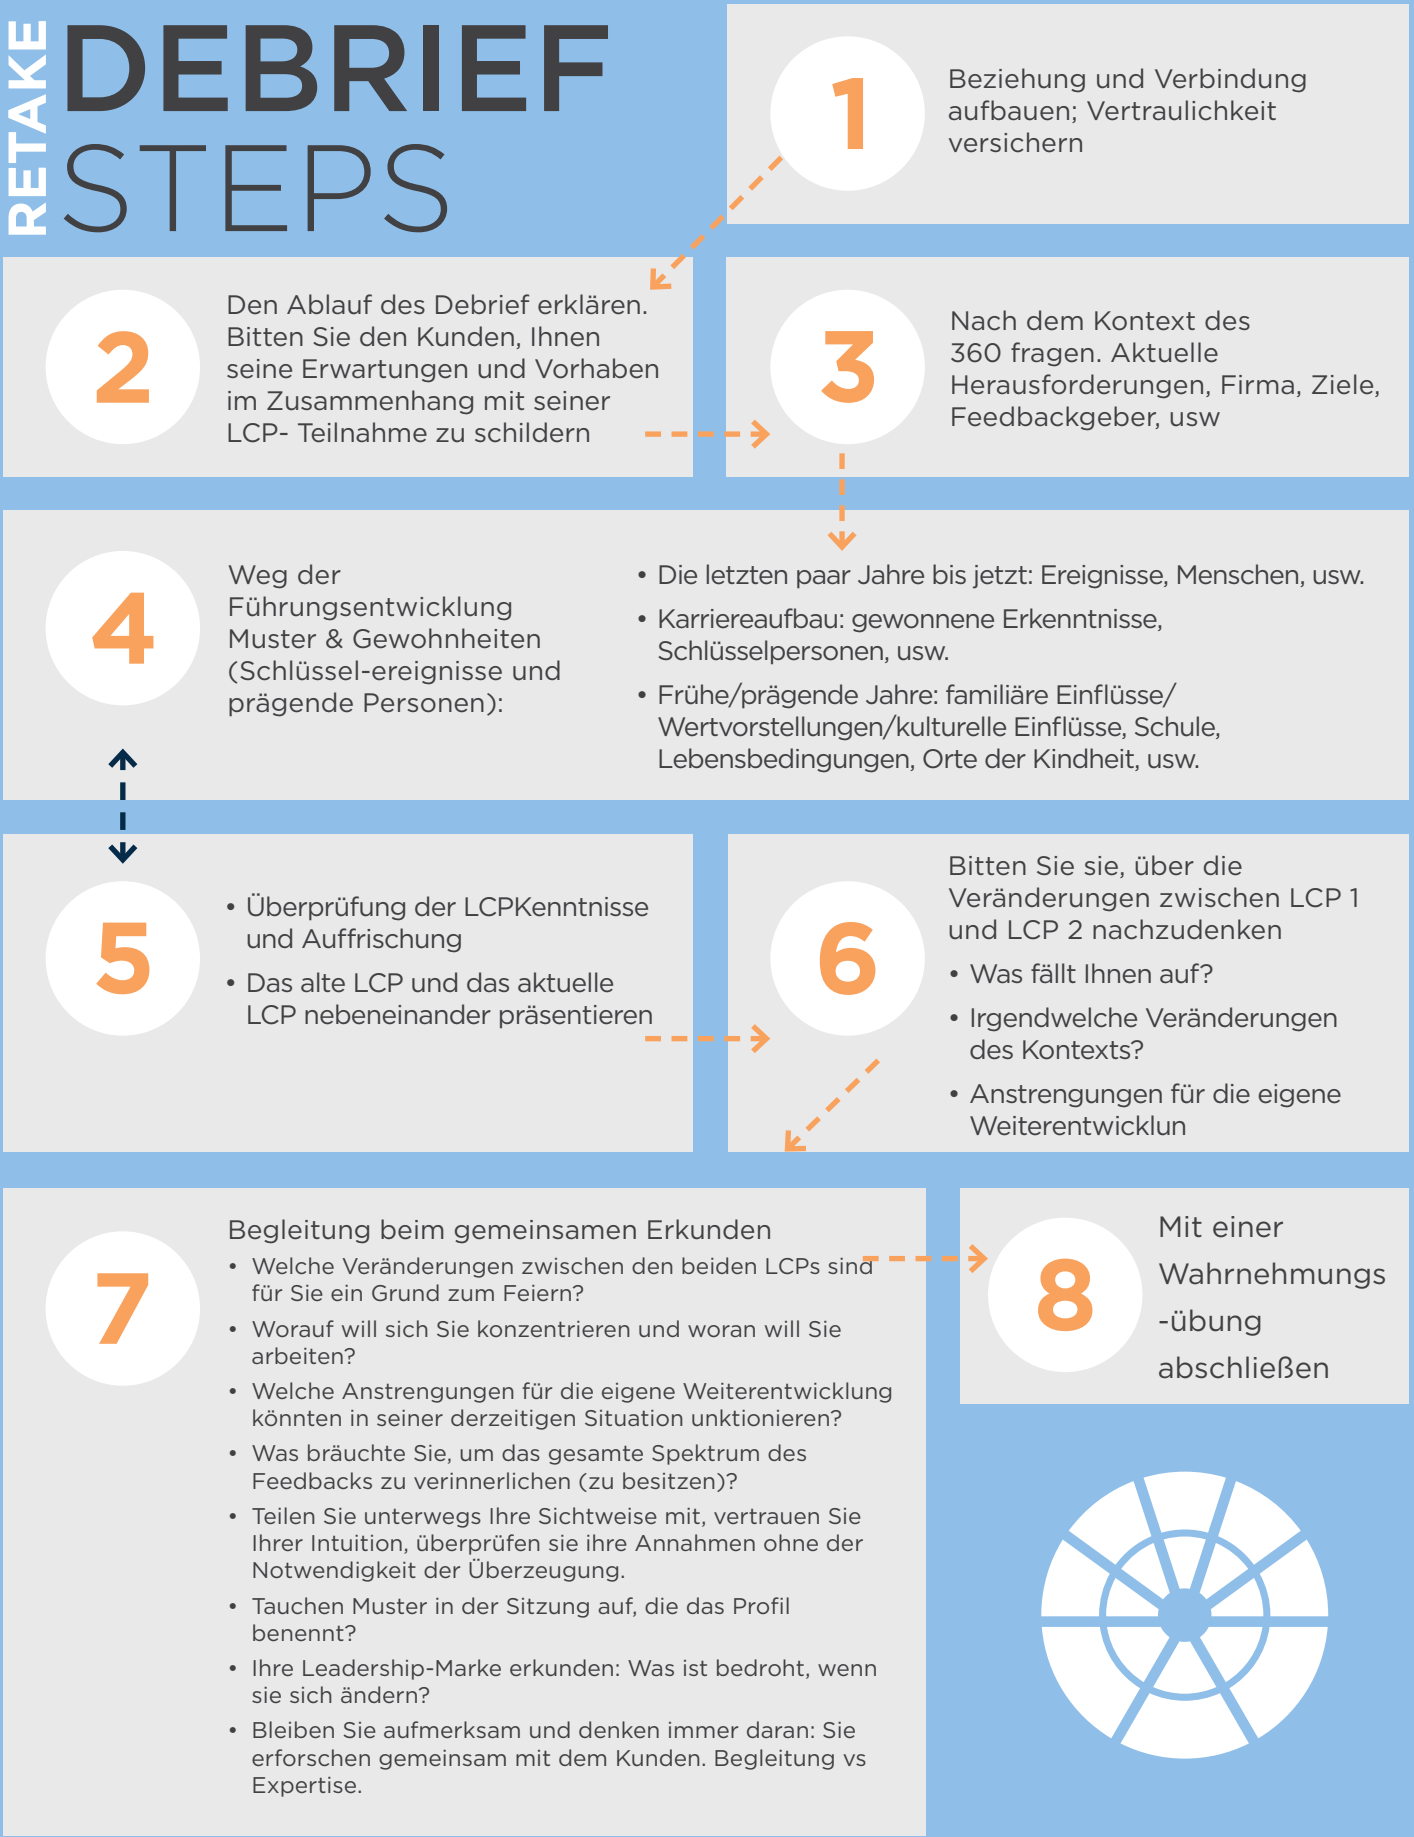 RETAKE
DEBRIEF
STEPS
1
Beziehung und Verbindung
aufbauen; Vertraulichkeit
versichern
2
Den Ablauf des Debrief erklären.
Bitten Sie den Kunden, Ihnen
seine Erwartungen und Vorhaben
im Zusammenhang mit seiner
LCP- Teilnahme zu schildern
3
Nach dem Kontext des
360 fragen. Aktuelle
Herausforderungen, Firma, Ziele,
Feedbackgeber, usw
4
Weg der
Führungsentwicklung
Muster & Gewohnheiten
(Schlüssel-ereignisse und
prägende Personen):
• Die letzten paar Jahre bis jetzt: Ereignisse, Menschen, usw.
• Karriereaufbau: gewonnene Erkenntnisse,
Schlüsselpersonen, usw.
• Frühe/prägende Jahre: familiäre Einflüsse/
Wertvorstellungen/kulturelle Einflüsse, Schule,
Lebensbedingungen, Orte der Kindheit, usw.
5
• Überprüfung der LCPKenntnisse
und Auffrischung
• Das alte LCP und das aktuelle
LCP nebeneinander präsentieren
6
Bitten Sie sie, über die
Veränderungen zwischen LCP 1
und LCP 2 nachzudenken
• Was fällt Ihnen auf?
• Irgendwelche Veränderungen
des Kontexts?
• Anstrengungen für die eigene
Weiterentwicklun
7
Begleitung beim gemeinsamen Erkunden
• Welche Veränderungen zwischen den beiden LCPs sind
für Sie ein Grund zum Feiern?
• Worauf will sich Sie konzentrieren und woran will Sie
arbeiten?
• Welche Anstrengungen für die eigene Weiterentwicklung
könnten in seiner derzeitigen Situation unktionieren?
• Was bräuchte Sie, um das gesamte Spektrum des
Feedbacks zu verinnerlichen (zu besitzen)?
• Teilen Sie unterwegs Ihre Sichtweise mit, vertrauen Sie
Ihrer Intuition, überprüfen sie ihre Annahmen ohne der
Notwendigkeit der Überzeugung.
• Tauchen Muster in der Sitzung auf, die das Profil
benennt?
• Ihre Leadership-Marke erkunden: Was ist bedroht, wenn
sie sich ändern?
• Bleiben Sie aufmerksam und denken immer daran: Sie
erforschen gemeinsam mit dem Kunden. Begleitung vs
Expertise.
8
Mit einer
Wahrnehmungs
-übung
abschließen